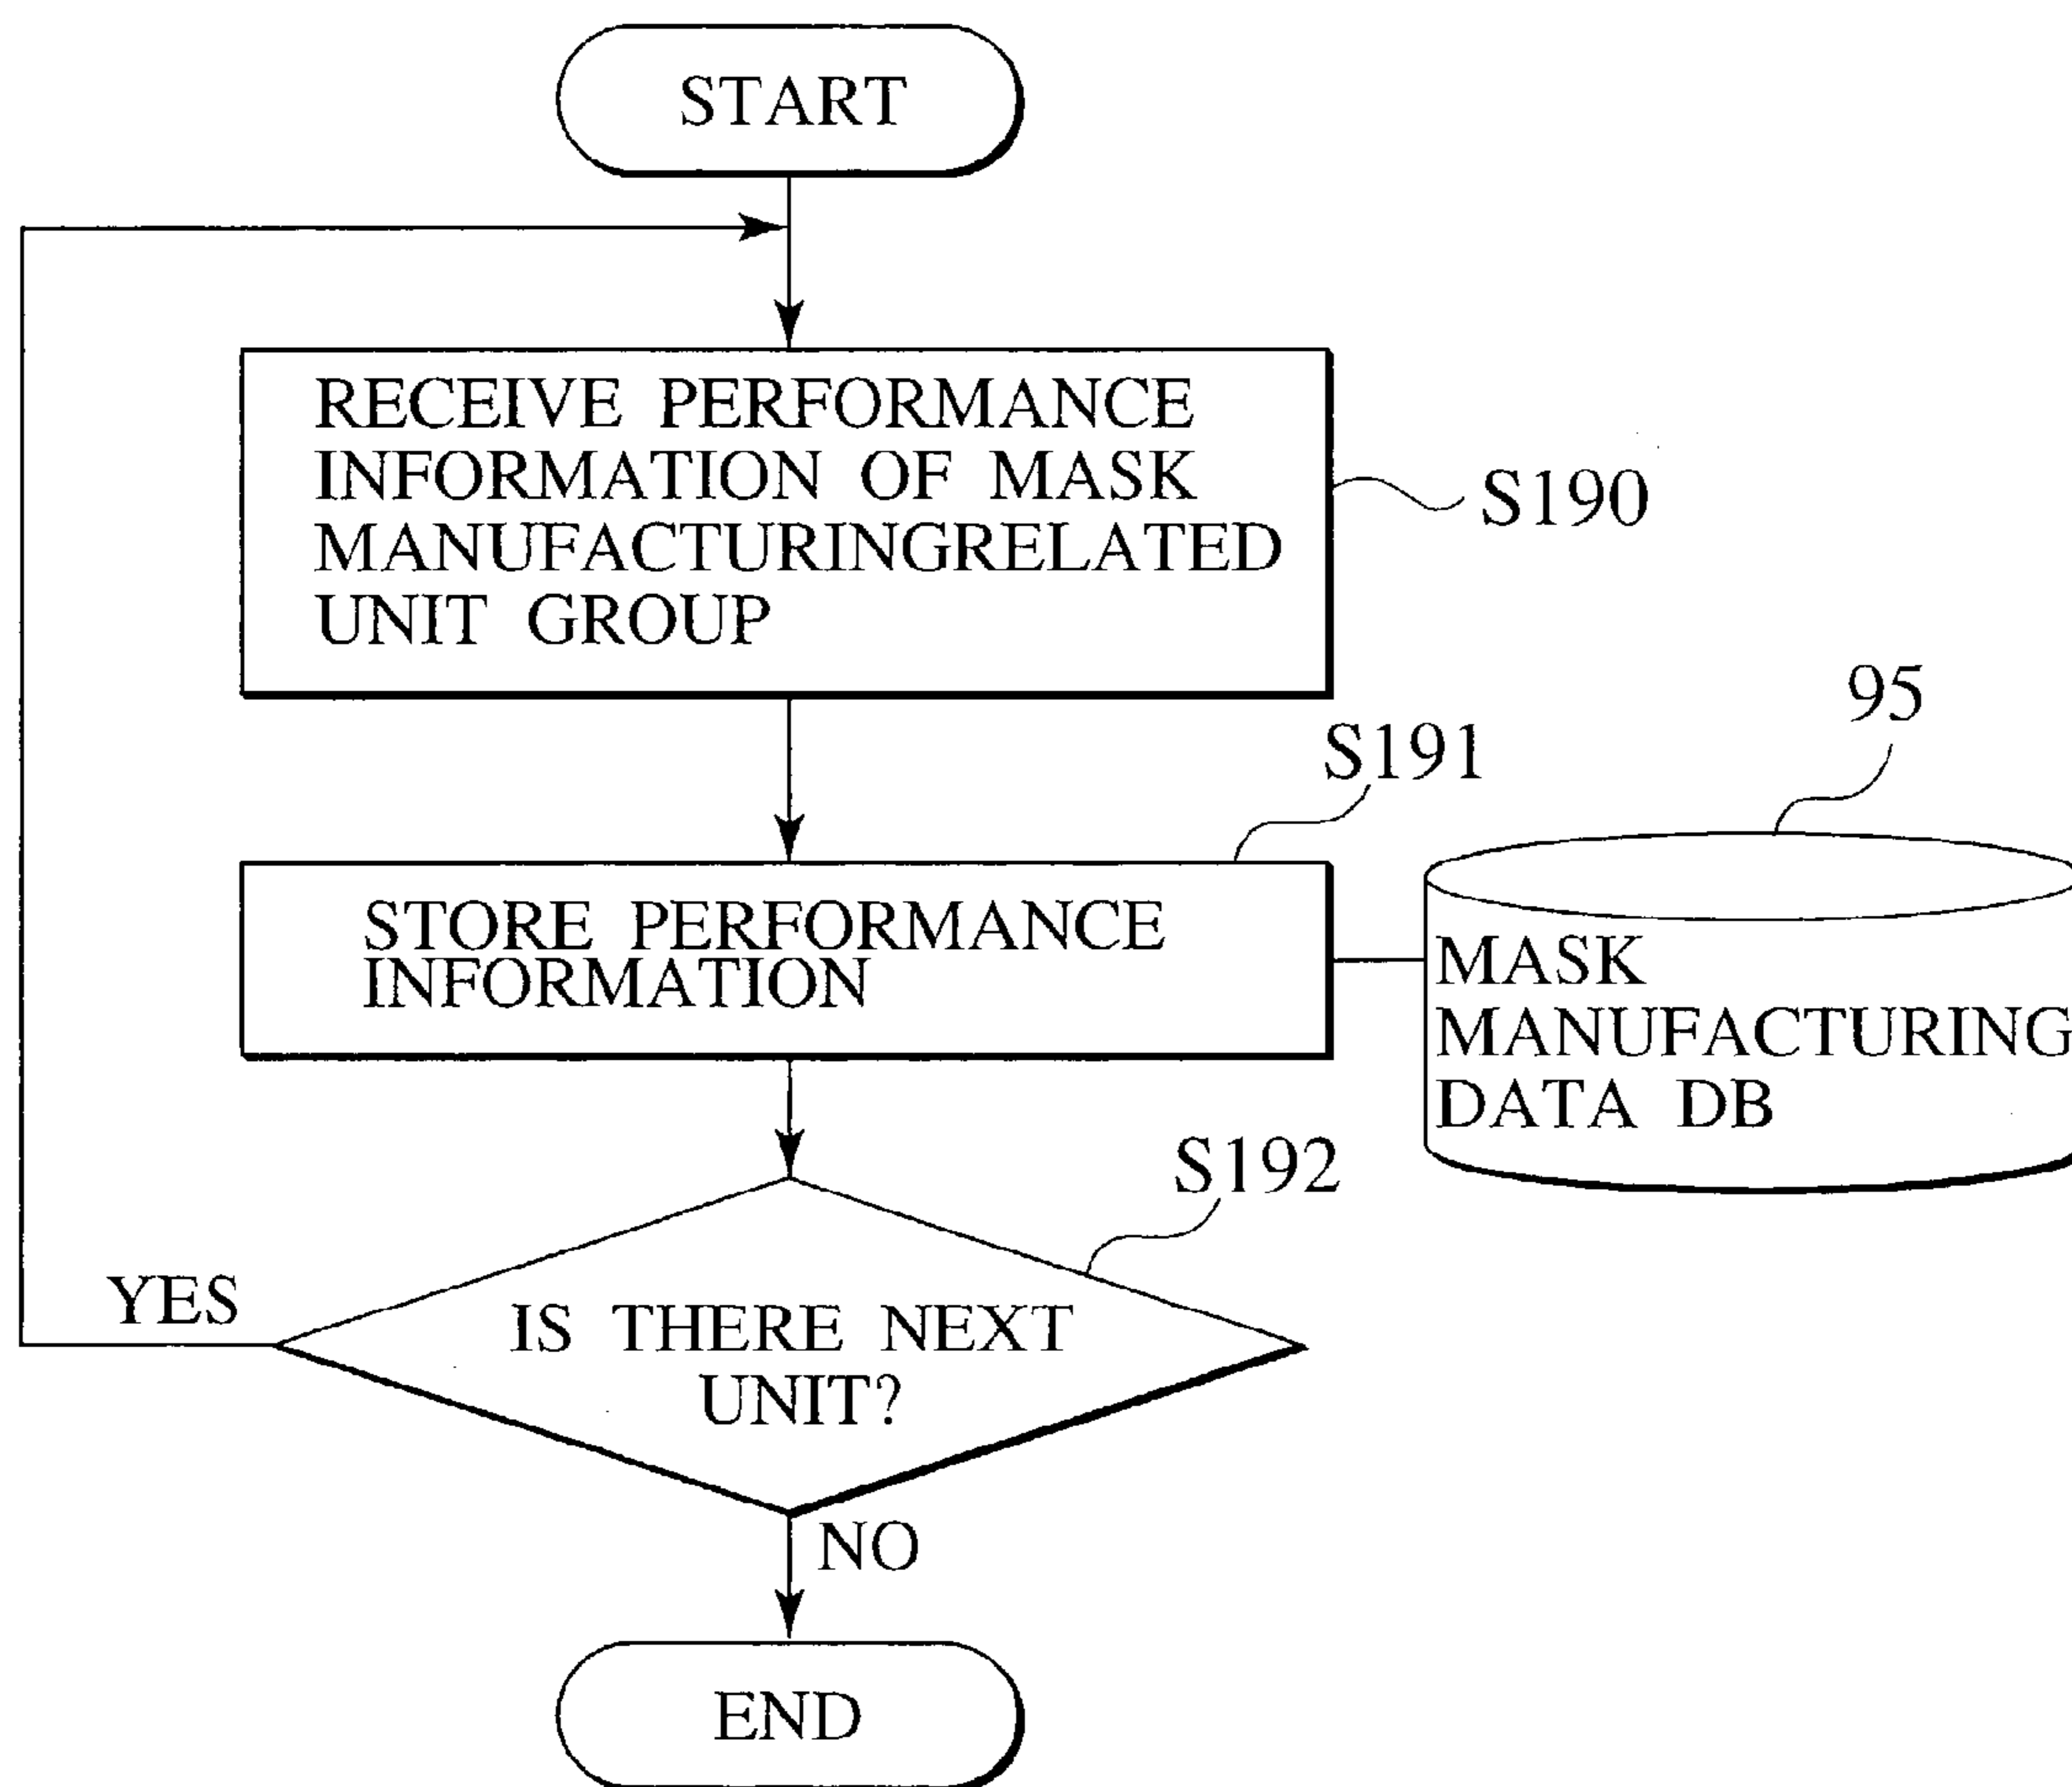 START
RECEIVE PERFORMANCE
INFORMATION OF MASK
MANUFACTURINGRELATED
UNIT GROUP
S190
95
S191
STORE PERFORMANCE
INFORMATION
MASK
MANUFACTURING
DATA DB
S192
YES
IS THERE NEXT
UNIT?
NO
END